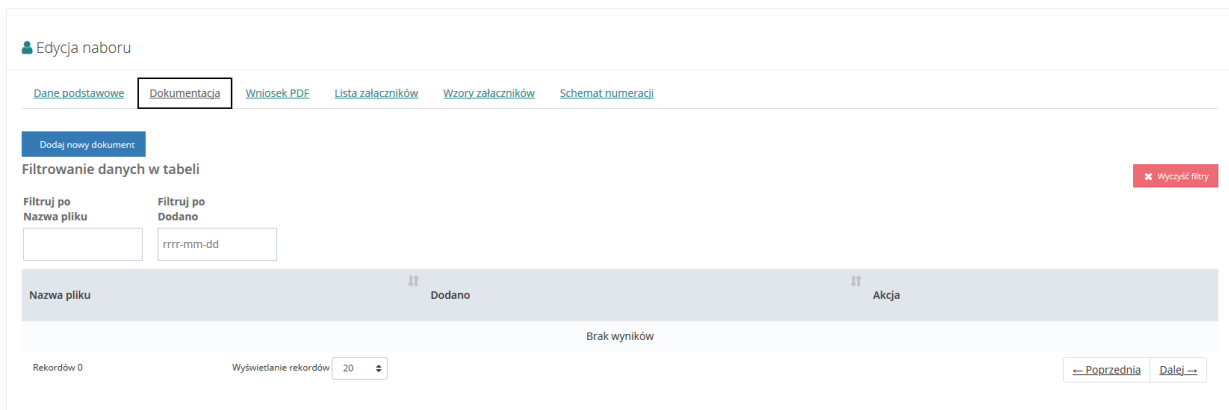 Edycja naboru
Dane podstawowe Dokumentacja Wniosek PDF Lista załączników Wzory załączników Schemat numeracji
Dodaj nowy dokument
Filtrowanie danych w tabeli
✖ Wyczyść filtry
Filtruj po Filtruj po
Nazwa pliku Dodano
rrrr-mm-dd
Nazwa pliku Dodano Akcja
Brak wyników
Rekordów 0 Wyświetlanie rekordów 20 ← Poprzednia Dalej →